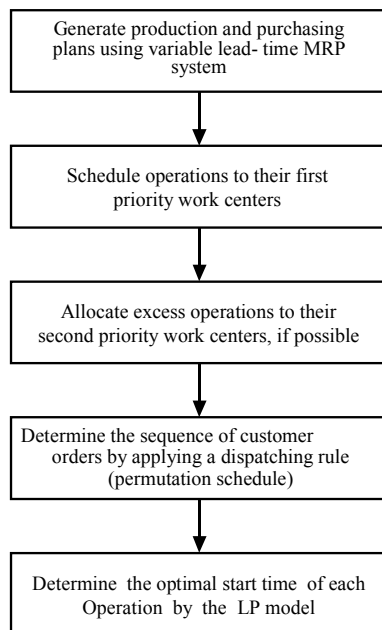 Generate production and purchasing
plans using variable lead- time MRP
system
Schedule operations to their first
priority work centers
Allocate excess operations to their
second priority work centers, if possible
Determine the sequence of customer
orders by applying a dispatching rule
(permutation schedule)
Determine the optimal start time of each
Operation by the LP model